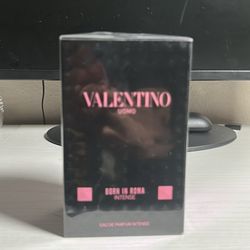 VALENTINO
UOMO
BORN IN ROMA
INTENSE
EAU DE PARFUM INTENSE